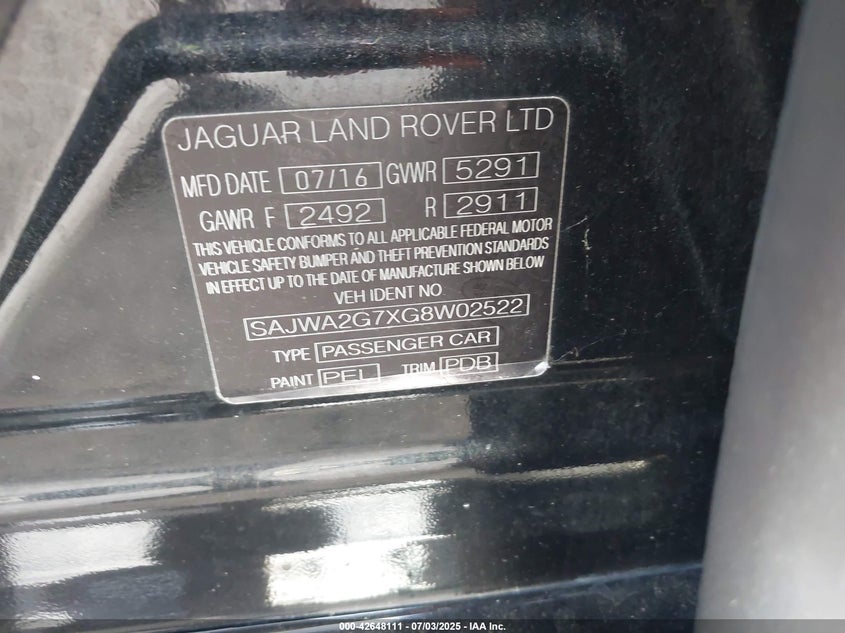 JAGUAR LAND ROVER LTD
MFD DATE 07/16 GVWR 5291
GAWR F 2492 R 2911
THIS VEHICLE CONFORMS TO ALL APPLICABLE FEDERAL MOTOR
VEHICLE SAFETY BUMPER AND THEFT PREVENTION STANDARDS
IN EFFECT UP TO THE DATE OF MANUFACTURE SHOWN BELOW
VEH IDENT NO
SAJWA2G7XG8W02522
TYPE PASSENGER CAR
PAINT PEL TRIM PDB
000-42648111 - 07/03/2025 - IAA Inc.